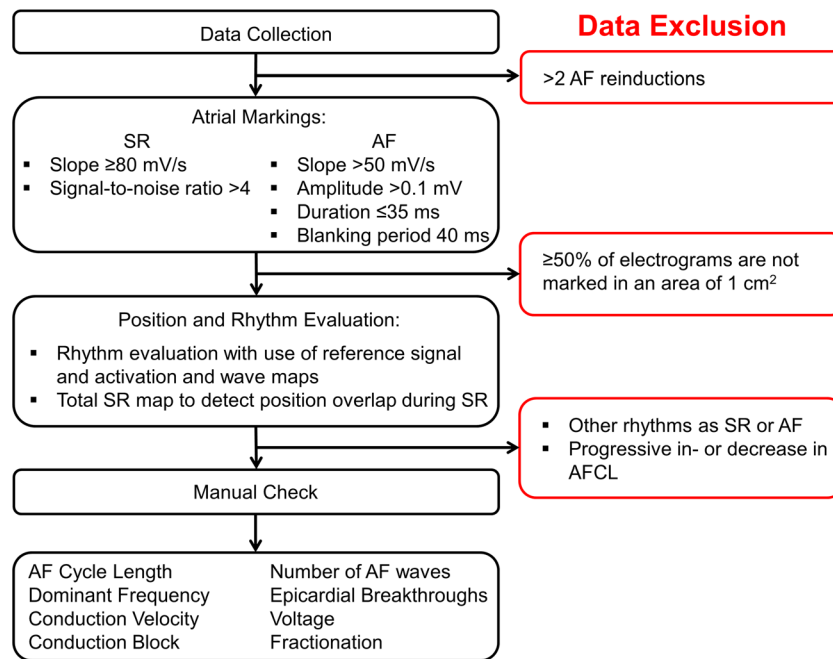 Data Collection
Data Exclusion
>2 AF reinductions
Atrial Markings:
SR
▪ Slope ≥80 mV/s
▪ Signal-to-noise ratio >4
AF
▪ Slope >50 mV/s
▪ Amplitude >0.1 mV
▪ Duration ≤35 ms
▪ Blanking period 40 ms
≥50% of electrograms are not
marked in an area of 1 cm²
Position and Rhythm Evaluation:
▪ Rhythm evaluation with use of reference signal
and activation and wave maps
▪ Total SR map to detect position overlap during SR
▪ Other rhythms as SR or AF
▪ Progressive in- or decrease in
AFCL
Manual Check
AF Cycle Length
Dominant Frequency
Conduction Velocity
Conduction Block
Number of AF waves
Epicardial Breakthroughs
Voltage
Fractionation